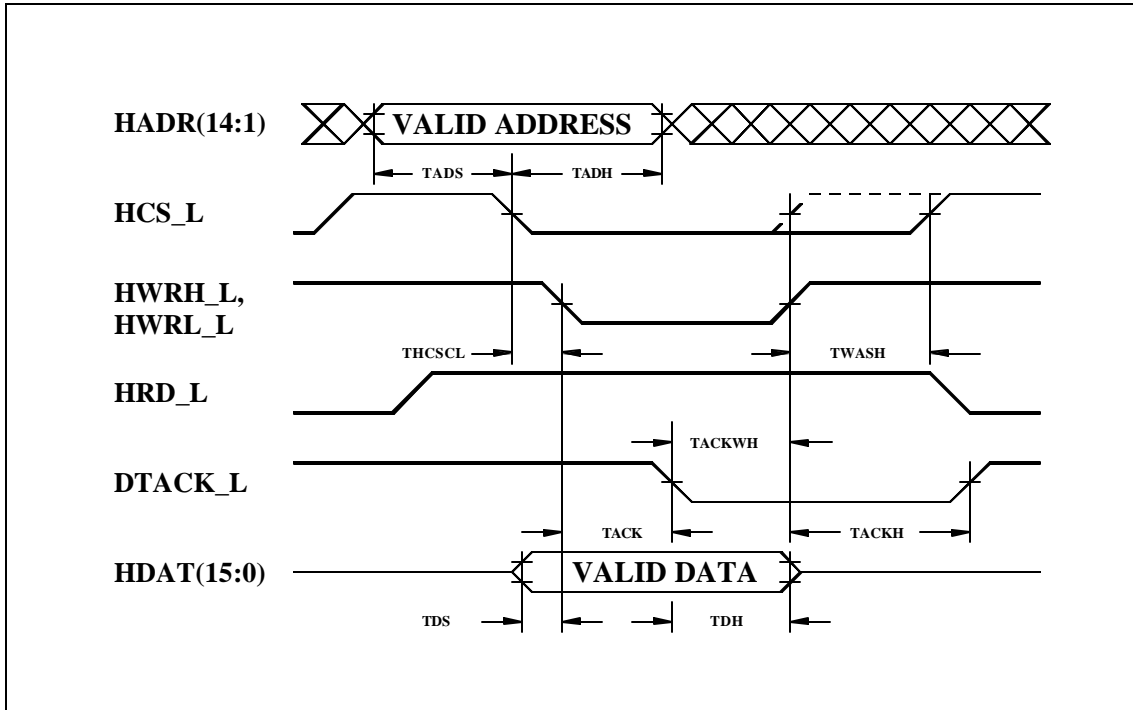 HADR(14:1)
VALID ADDRESS
TADS
TADH
HCS_L
HWRH_L,
HWRL_L
THCSCL
TWASH
HRD_L
TACKWH
DTACK_L
TACK
TACKH
HDAT(15:0)
VALID DATA
TDS
TDH